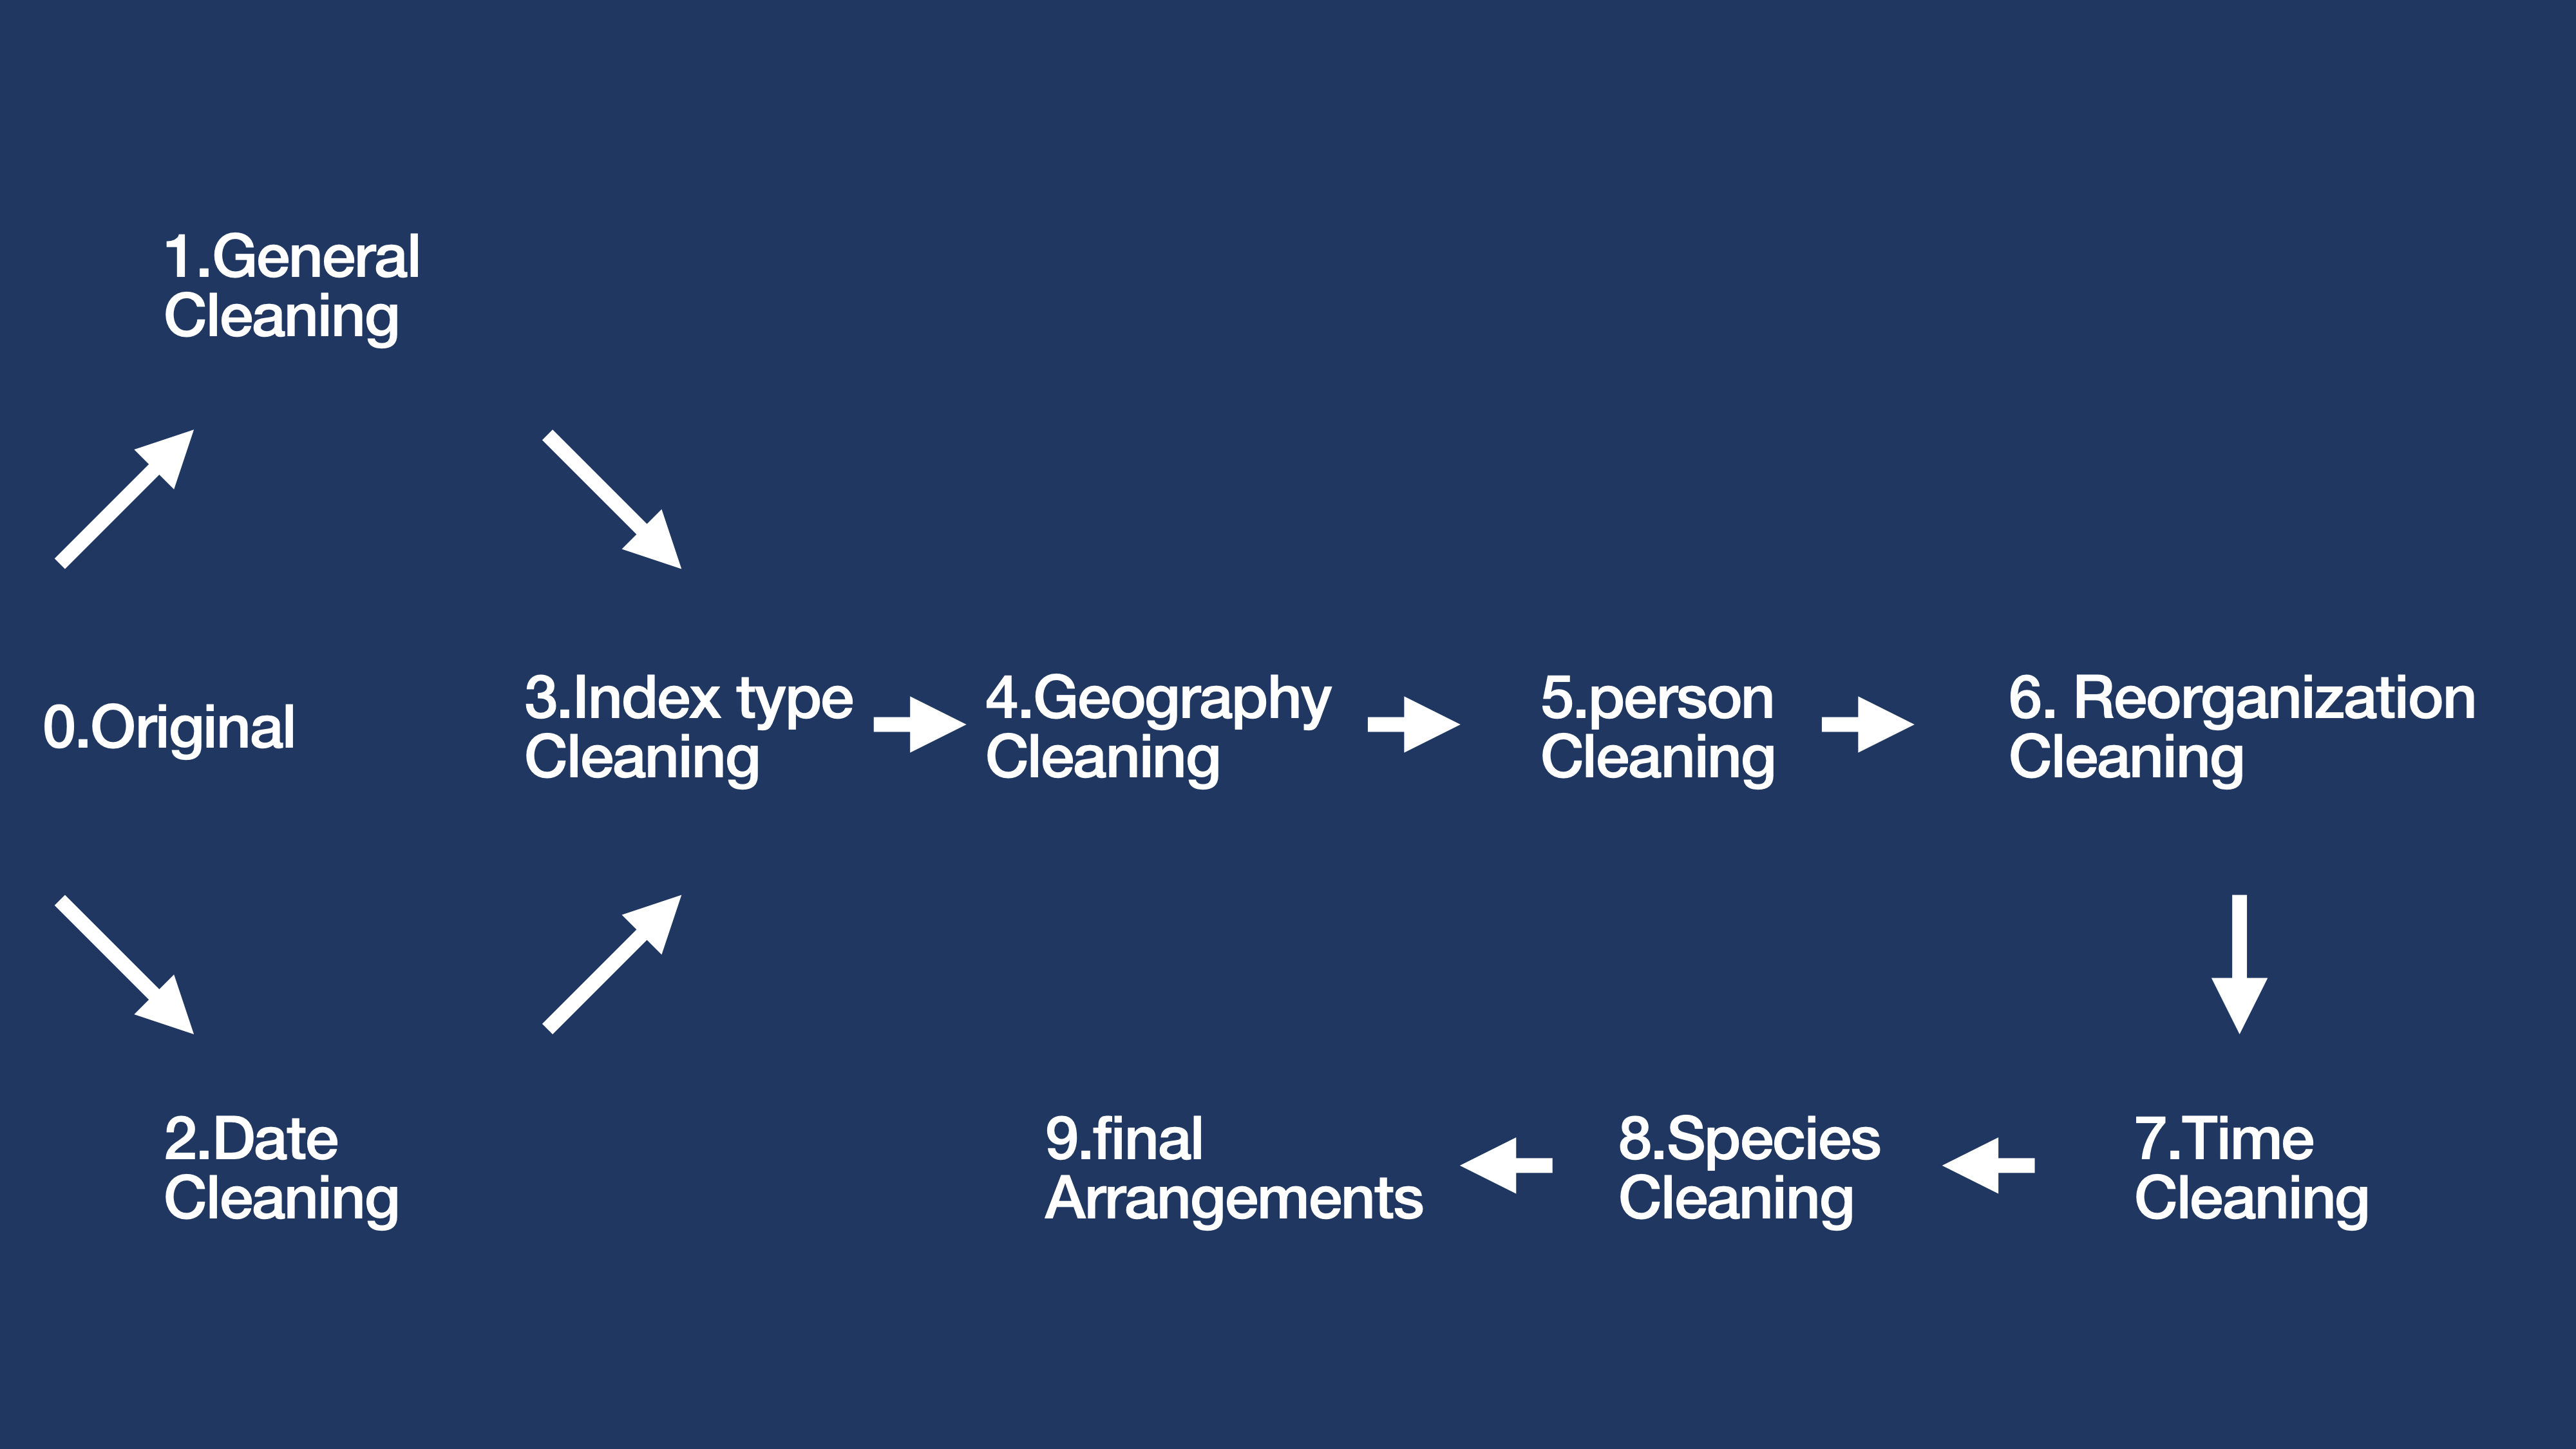 1.General
Cleaning
0.Original
3.Index type
Cleaning
4.Geography
Cleaning
5.person
Cleaning
6. Reorganization
Cleaning
2.Date
Cleaning
9.final
Arrangements
8.Species
Cleaning
7.Time
Cleaning